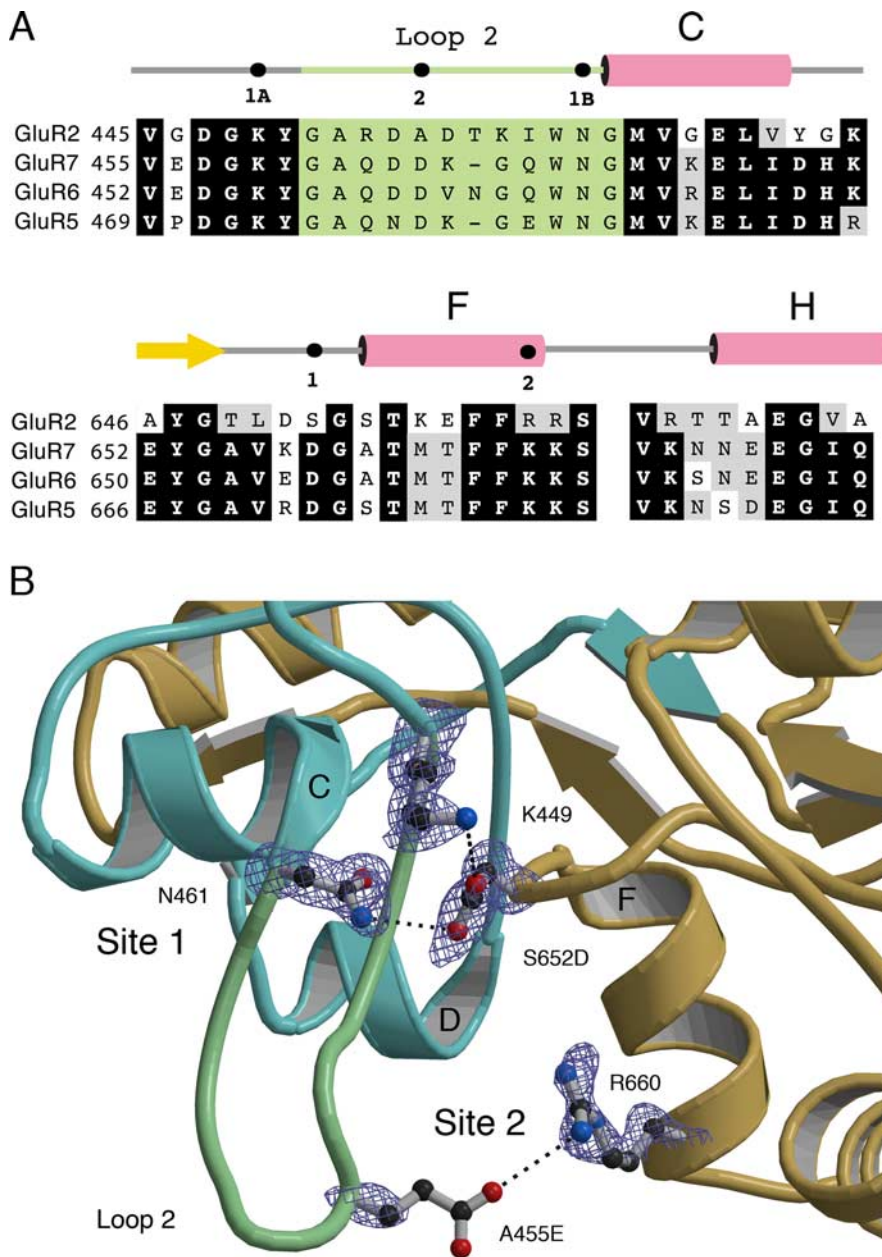 A
Loop 2
C
1A 2 1B
GluR2 445 V G D G K Y G A R D A D T K I W N G M V G E L V Y G K
GluR7 455 V E D G K Y G A Q D D K - G Q W N G M V K E L I D H K
GluR6 452 V E D G K Y G A Q D D V N G Q W N G M V R E L I D H K
GluR5 469 V P D G K Y G A Q N D K - G E W N G M V K E L I D H R
F H
1 2
GluR2 646 A Y G T L D S G S T K E F F R R S V R T T A E G V A
GluR7 652 E Y G A V K D G A T M T F F K K S V K N N E E G I Q
GluR6 650 E Y G A V E D G A T M T F F K K S V K S N E E G I Q
GluR5 666 E Y G A V R D G S T M T F F K K S V K N S D E G I Q
B
C
K449
N461
F
Site 1
S652D
D
R660
Site 2
Loop 2
A455E